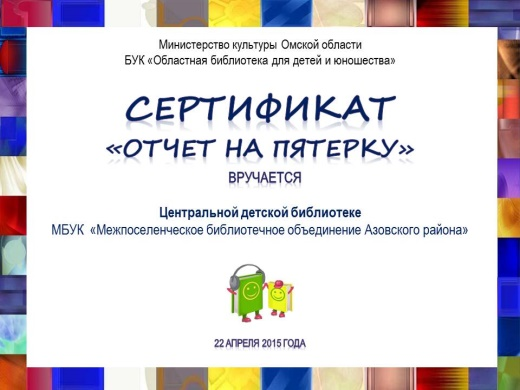 Министерство культуры Омской области
БУК «Областная библиотека для детей и юношества»
СЕРТИФИКАТ
«ОТЧЕТ НА ПЯТЕРКУ»
ВРУЧАЕТСЯ
Центральной детской библиотеке
МБУК «Межпоселенческое библиотечное объединение Азовского района»
22 АПРЕЛЯ 2015 ГОДА